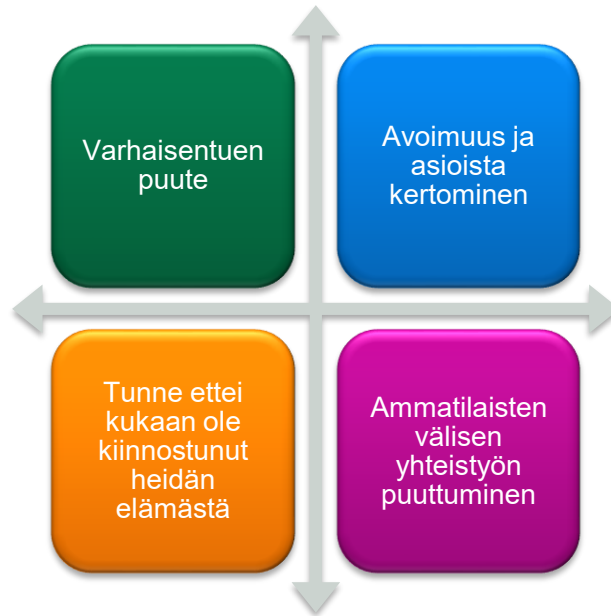 Varhaisentuen
puute
Avoimuus ja
asioista
kertominen
Tunne ettei
kukaan ole
kiinnostunut
heidän
elämästä
Ammatilaisten
välisen
yhteistyön
puuttuminen